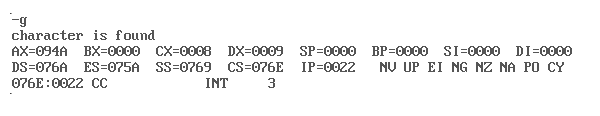 -g
character is found
AX=094A BX=0000 CX=0008 DX=0009 SP=0000 BP=0000 SI=0000 DI=0000
DS=076A ES=075A SS=0769 CS=076E IP=0022 NV UP EI NG NZ NA PO CY
076E:0022 CC INT 3